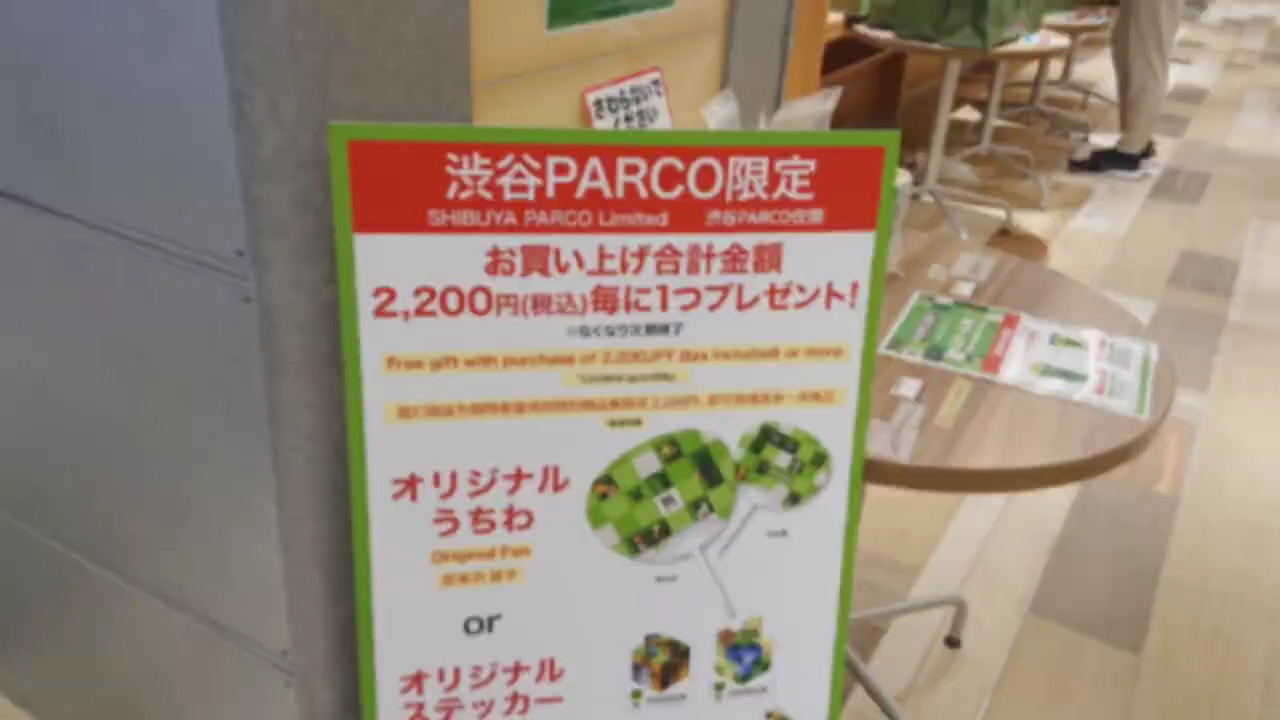 さわらないで
ください
渋谷PARCO限定
SHIBUYA PARCO Limited 渋谷PARCO限定
お買い上げ合計金額
2,200円(税込)毎に1つプレゼント!
※なくなり次第終了
Free gift with purchase of 2,200JPY (tax included) or more
*Limited quantity
オリジナル
うちわ
Original Fan
or
オリジナル
ステッカー